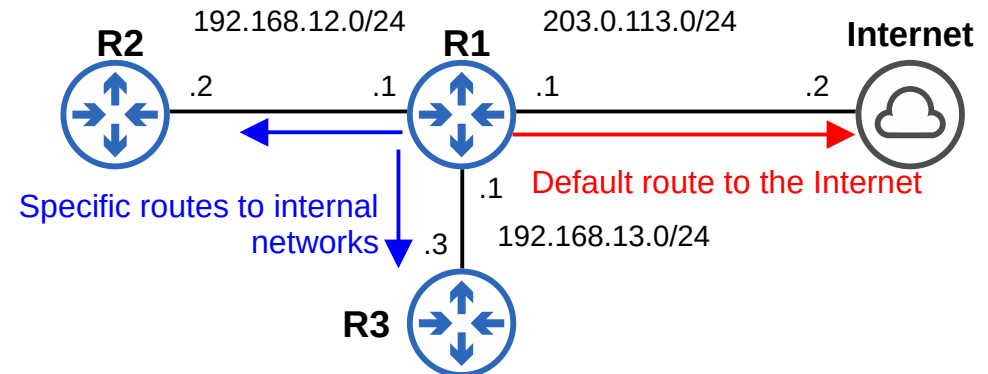 192.168.12.0/24
203.0.113.0/24
R2
R1
Internet
.2
.1
.1
.2
Default route to the Internet
.1
Specific routes to internal
networks
.3
192.168.13.0/24
R3